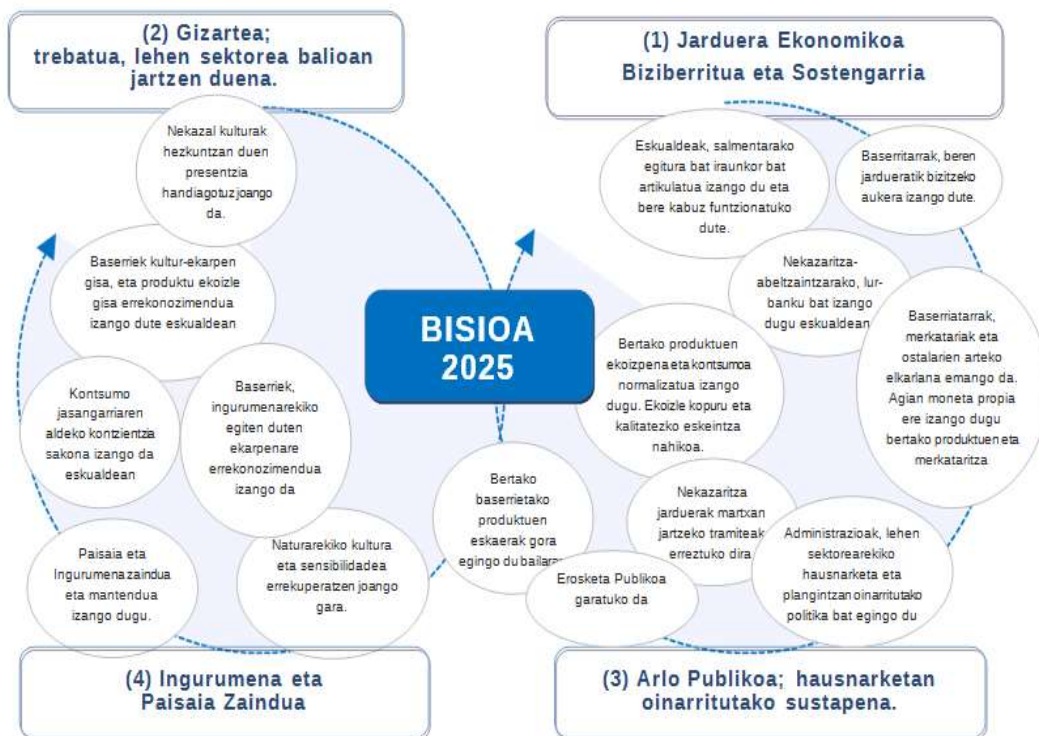 (2) Gizartea;
trebatua, lehen sektorea balioan
jartzen duena.
(1) Jarduera Ekonomikoa
Biziberritua eta Sostengarria
Nekazal kulturak
hezkuntzan duen
presentzia
handiagotuz joango
da.
Baserriek kultur-ekarpen
gisa, eta produktu ekoizle
gisa errekonozimendua
izango dute eskualdean
Kontsumo
jasangarriaren
aldeko kontzientzia
sakona izango da
eskualdean
Baserriek,
ingurumenarekiko
egiten duten
ekarpenare
errekonozimendua
izango da
Paisaia eta
Ingurumena zaindua
eta mantendua
izango dugu.
Naturarekiko kultura
eta sensibilidadea
errekuperatzen joango
gara.
BISIOA
2025
Eskualdeak, salmentarako
egitura bat iraunkor bat
artikulatua izango du eta
bere kabuz funtzionatuko
dute.
Baserritarrak, beren
jardueratik bizitzeko
aukera izango dute.
Nekazaritza-
abeltzaintzarako, lur-
banku bat izango
dugu eskualdean
Bertako produktuen
ekoizpena eta kontsumoa
normalizatua izango
dugu. Ekoizle kopuru eta
kalitatezko eskeintza
nahikoa.
Baserriatarrak,
merkatariak eta
ostalarien arteko
elkarlana emango da.
Agian moneta propia
ere izango dugu
bertako produktuen eta
merkataritza
Bertako
baserrietako
produktuen
eskaerak gora
egingo du bailaran
Nekazaritza
jarduerak martxan
jartzeko tramiteak
erreztuko dira
Erosketa Publikoa
garatuko da
Administrazioak, lehen
sektorearekiko
hausnarketa eta
plangintzan oinarritutako
politika bat egingo du
(4) Ingurumena eta
Paisaia Zaindua
(3) Arlo Publikoa; hausnarketan
oinarritutako sustapena.